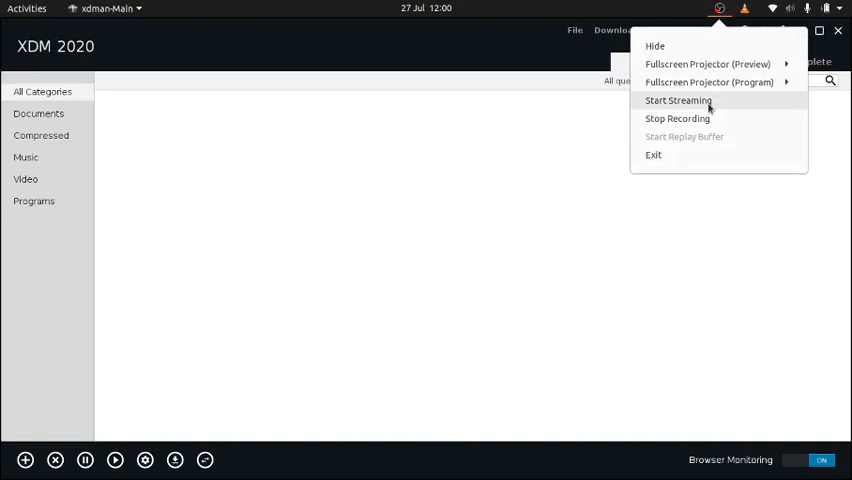 Activities xdman-Main 27 Jul 12:00
XDM 2020
File
All Categories
Documents
Compressed
Music
Video
Programs
Hide
Fullscreen Projector (Preview)
Fullscreen Projector (Program)
Start Streaming
Stop Recording
Start Replay Buffer
Exit
Browser Monitoring ON